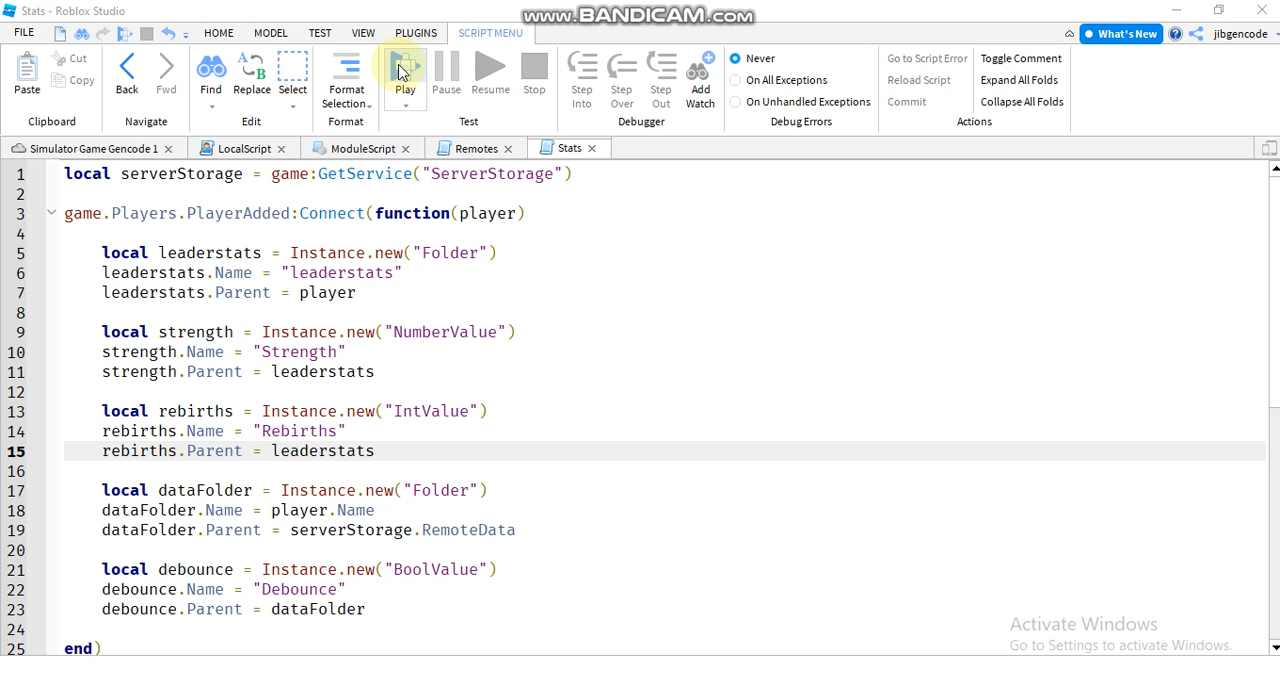 Stats - Roblox Studio
www.BANDICAM.com
FILE HOME MODEL TEST VIEW PLUGINS SCRIPT MENU What's New jibgencode
Paste Cut Copy Back Fwd Find Replace Select Format Selection Play Pause Resume Stop Step Into Step Over Step Out Add Watch
Never Go to Script Error Toggle Comment
On All Exceptions Reload Script Expand All Folds
On Unhandled Exceptions Commit Collapse All Folds
Clipboard Navigate Edit Format Test Debugger Debug Errors Actions
Simulator Game Gencode 1 LocalScript ModuleScript Remotes Stats
1 local serverStorage = game:GetService("ServerStorage")
2
3 game.Players.PlayerAdded:Connect(function(player)
4
5 local leaderstats = Instance.new("Folder")
6 leaderstats.Name = "leaderstats"
7 leaderstats.Parent = player
8
9 local strength = Instance.new("NumberValue")
10 strength.Name = "Strength"
11 strength.Parent = leaderstats
12
13 local rebirths = Instance.new("IntValue")
14 rebirths.Name = "Rebirths"
15 rebirths.Parent = leaderstats
16
17 local dataFolder = Instance.new("Folder")
18 dataFolder.Name = player.Name
19 dataFolder.Parent = serverStorage.RemoteData
20
21 local debounce = Instance.new("BoolValue")
22 debounce.Name = "Debounce"
23 debounce.Parent = dataFolder
24
25 end)
Activate Windows
Go to Settings to activate Windows.